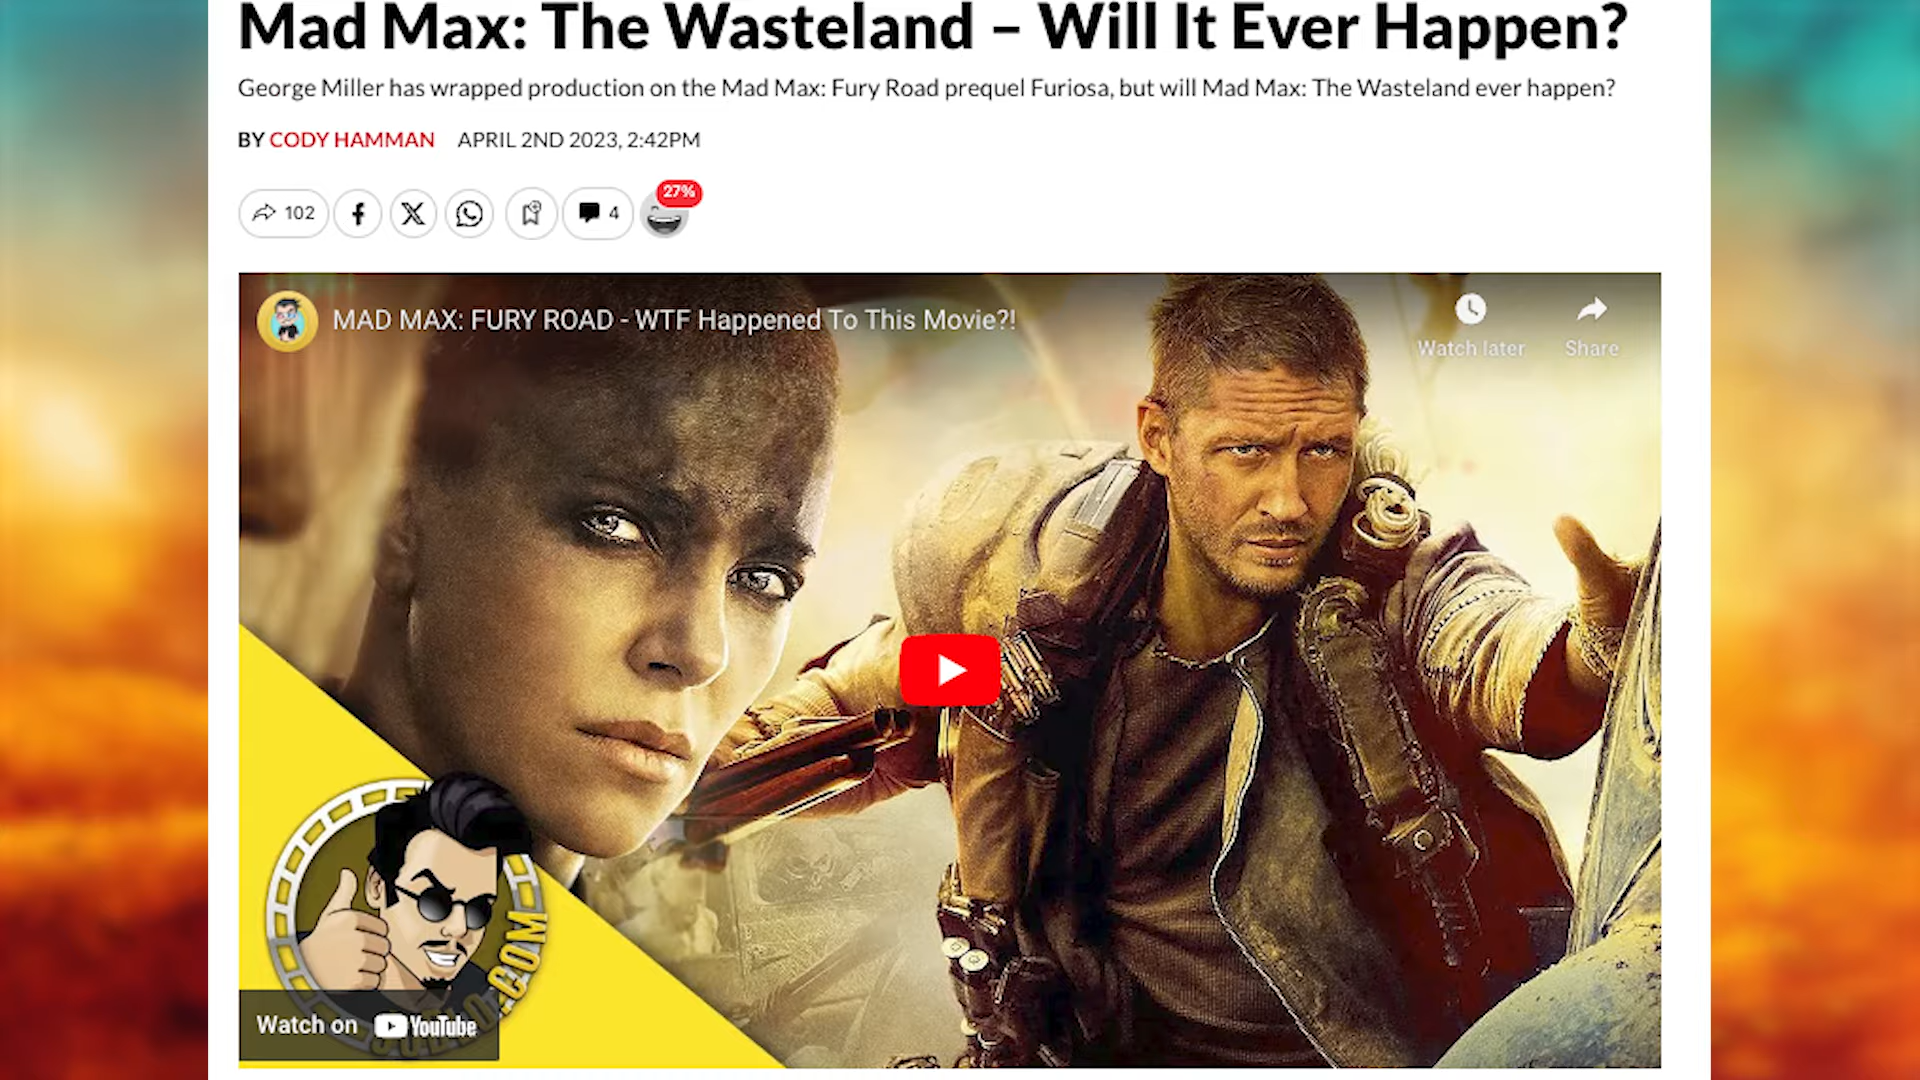 Mad Max: The Wasteland – Will It Ever Happen?
George Miller has wrapped production on the Mad Max: Fury Road prequel Furiosa, but will Mad Max: The Wasteland ever happen?
BY CODY HAMMAN APRIL 2ND 2023, 2:42PM
102
4
27%
MAD MAX: FURY ROAD - WTF Happened To This Movie?!
Watch later
Share
.COM
Watch on YouTube